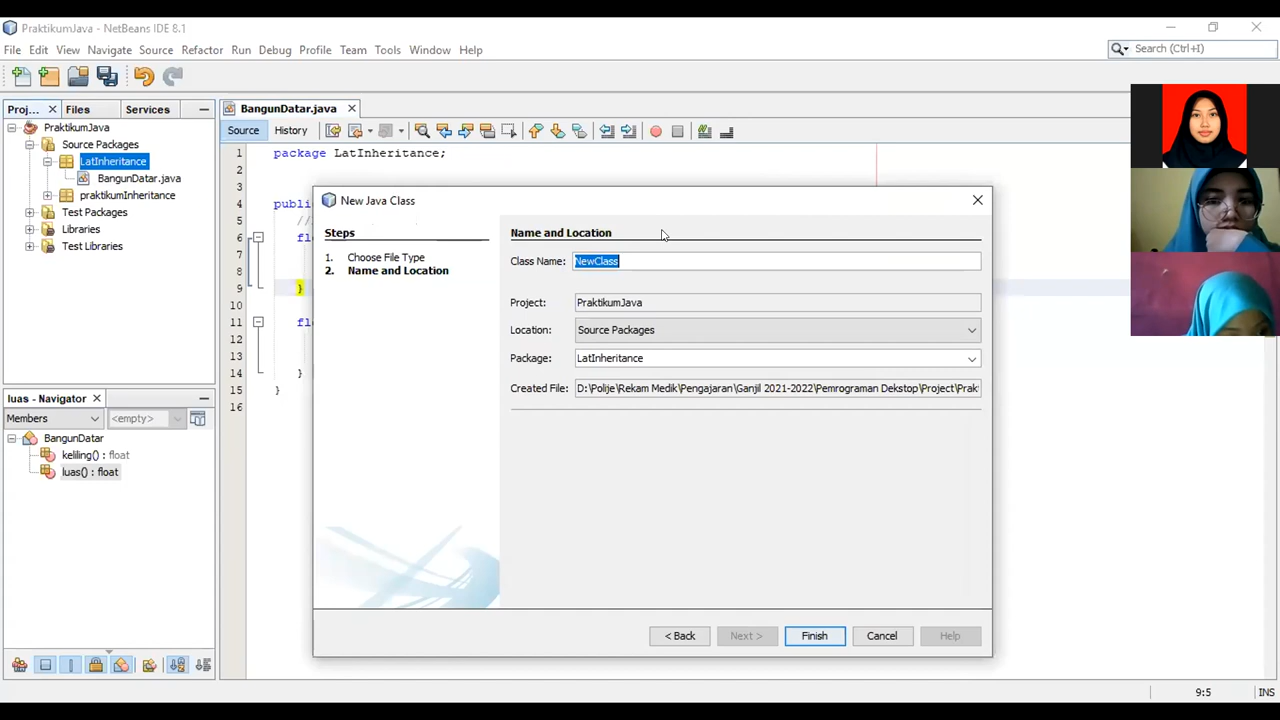 PraktikumJava - NetBeans IDE 8.1
File Edit View Navigate Source Refactor Run Debug Profile Team Tools Window Help
Search (Ctrl+I)
Proj... Files Services
BangunDatar.java
PraktikumJava
Source Packages
LatInheritance
BangunDatar.java
praktikumInheritance
Test Packages
Libraries
Test Libraries
Source History
1 package LatInheritance;
2
3
4 publi
5 //
6 fl
7
8
9 }
10
11 fl
12
13
14 }
15 }
16
New Java Class
Steps
1. Choose File Type
2. Name and Location
Name and Location
Class Name: NewClass
Project: PraktikumJava
Location: Source Packages
Package: LatInheritance
Created File: D:\Polije\Rekam Medik\Pengajaran\Ganjil 2021-2022\Pemrograman Dekstop\Project\Prakt
< Back Next > Finish Cancel Help
luas - Navigator
Members <empty>
BangunDatar
keliling() : float
luas() : float
9:5 INS